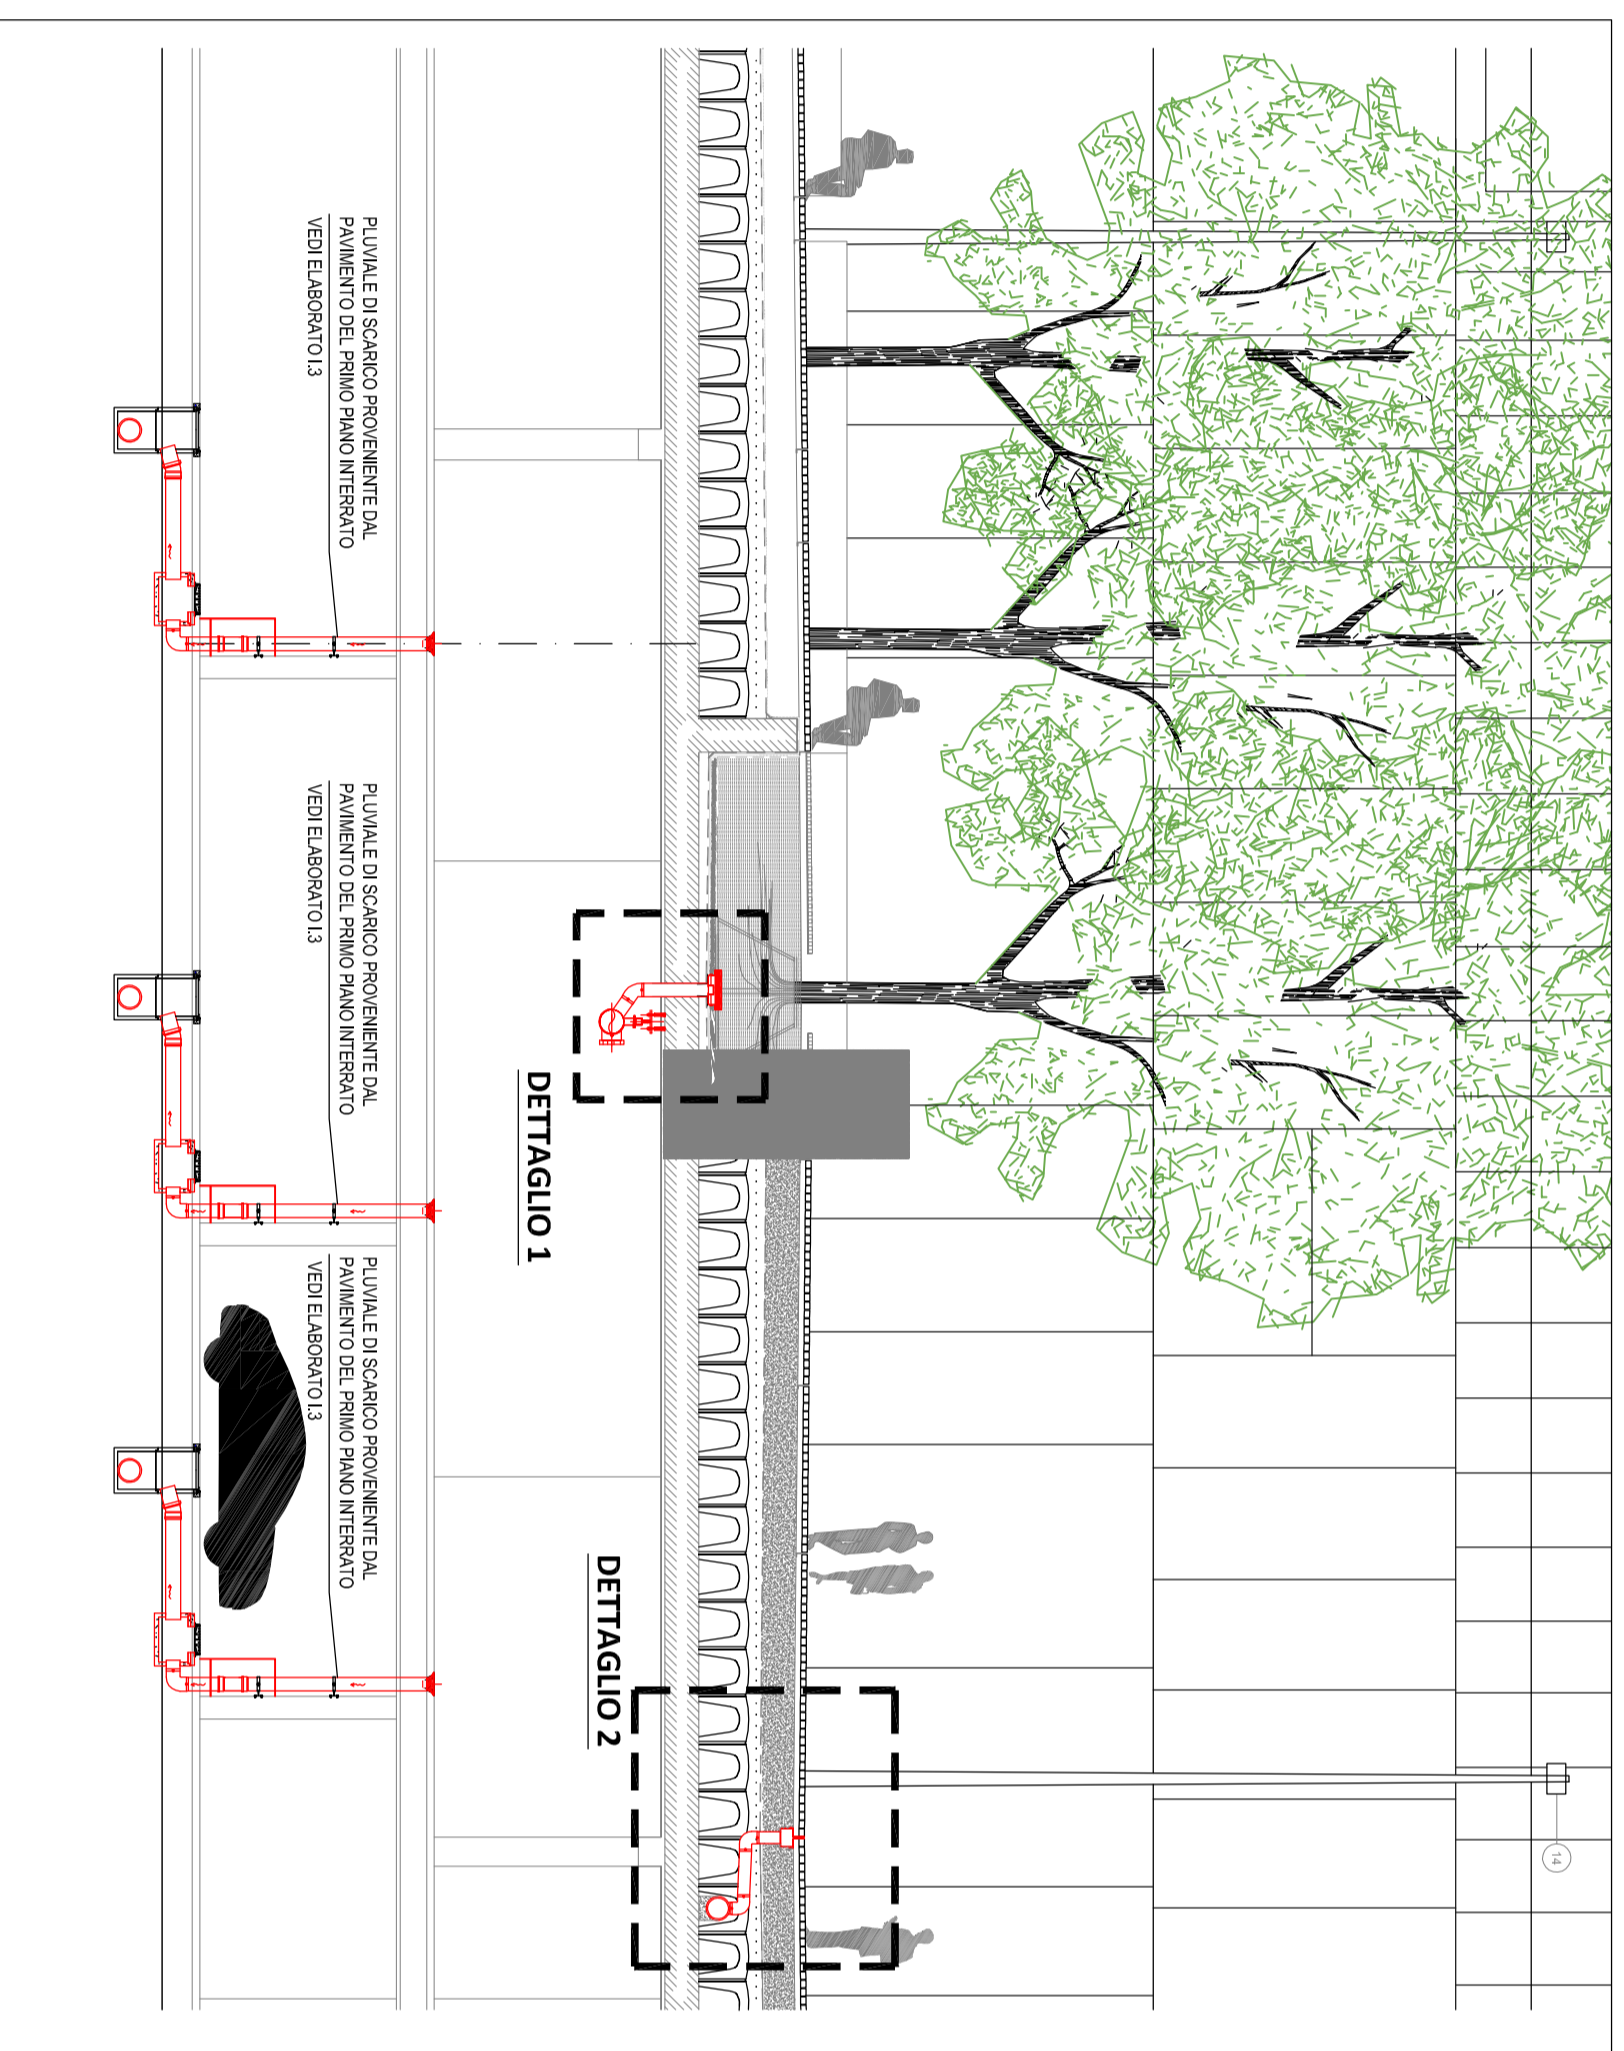 PLUVIALE DI SCARICO PROVENIENTE DAL
PAVIMENTO DEL PRIMO PIANO INTERRATO
VEDI ELABORATO I.3
PLUVIALE DI SCARICO PROVENIENTE DAL
PAVIMENTO DEL PRIMO PIANO INTERRATO
VEDI ELABORATO I.3
PLUVIALE DI SCARICO PROVENIENTE DAL
PAVIMENTO DEL PRIMO PIANO INTERRATO
VEDI ELABORATO I.3
DETTAGLIO 1
DETTAGLIO 2
14